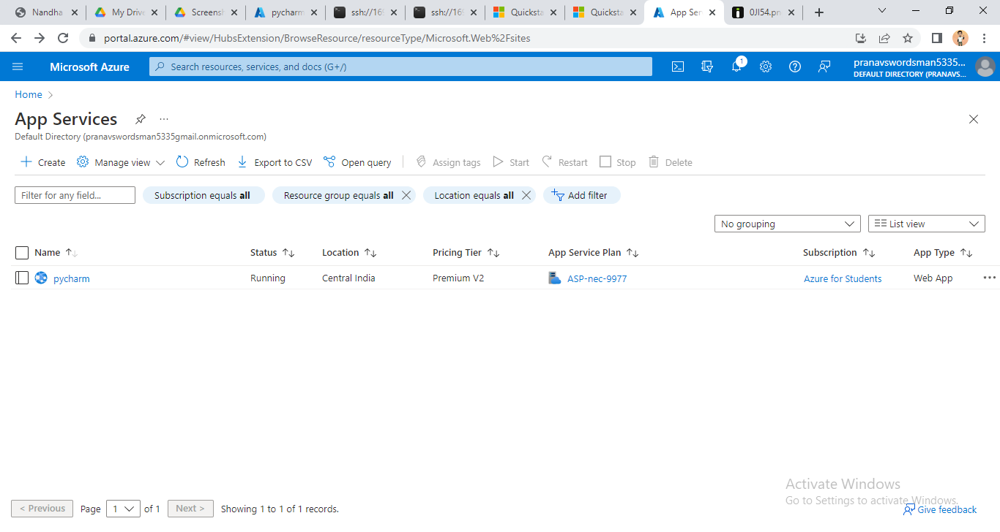 Nandha
My Drive
Screensh
pycharm
ssh://169
ssh://169
Quicksta
Quicksta
App Ser
0JI54.pn
portal.azure.com/#view/HubsExtension/BrowseResource/resourceType/Microsoft.Web%2Fsites
Microsoft Azure
Search resources, services, and docs (G+/)
1
pranavswordsman5335...
DEFAULT DIRECTORY (PRANAVS...
Home
App Services
Default Directory (pranavswordsman5335gmail.onmicrosoft.com)
Create Manage view Refresh Export to CSV Open query Assign tags Start Restart Stop Delete
Filter for any field... Subscription equals all Resource group equals all Location equals all Add filter
No grouping List view
Name Status Location Pricing Tier App Service Plan Subscription App Type
pycharm Running Central India Premium V2 ASP-nec-9977 Azure for Students Web App
Activate Windows
Go to Settings to activate Windows.
< Previous Page 1 of 1 Next > Showing 1 to 1 of 1 records.
Give feedback